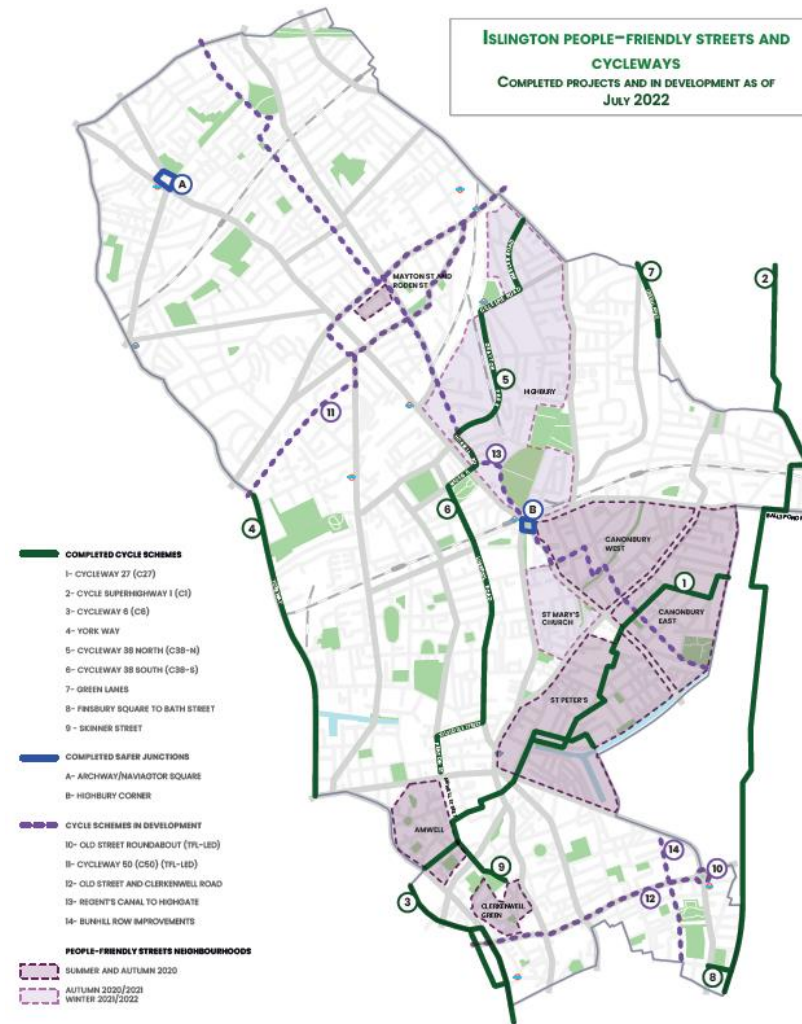 ISLINGTON PEOPLE-FRIENDLY STREETS AND
CYCLEWAYS
COMPLETED PROJECTS AND IN DEVELOPMENT AS OF
JULY 2022
A
MAYTON ST AND
RODEN ST
7
2
5
HIGHBURY
11
13
6
B
4
CANONBURY
WEST
1
ST MARY'S
CHURCH
CANONBURY
EAST
ST PETER'S
AMWELL
9
3
CLERKENWELL
GREEN
14
10
12
8
COMPLETED CYCLE SCHEMES
1- CYCLEWAY 27 (C27)
2- CYCLE SUPERHIGHWAY 1 (C1)
3- CYCLEWAY 6 (C6)
4- YORK WAY
5- CYCLEWAY 38 NORTH (C38-N)
6- CYCLEWAY 38 SOUTH (C38-S)
7- GREEN LANES
8- FINSBURY SQUARE TO BATH STREET
9 - SKINNER STREET
COMPLETED SAFER JUNCTIONS
A- ARCHWAY/NAVIAGTOR SQUARE
B- HIGHBURY CORNER
CYCLE SCHEMES IN DEVELOPMENT
10- OLD STREET ROUNDABOUT (TFL-LED)
11- CYCLEWAY 50 (C50) (TFL-LED)
12- OLD STREET AND CLERKENWELL ROAD
13- REGENT'S CANAL TO HIGHGATE
14- BUNHILL ROW IMPROVEMENTS
PEOPLE-FRIENDLY STREETS NEIGHBOURHOODS
SUMMER AND AUTUMN 2020
AUTUMN 2020/2021
WINTER 2021/2022